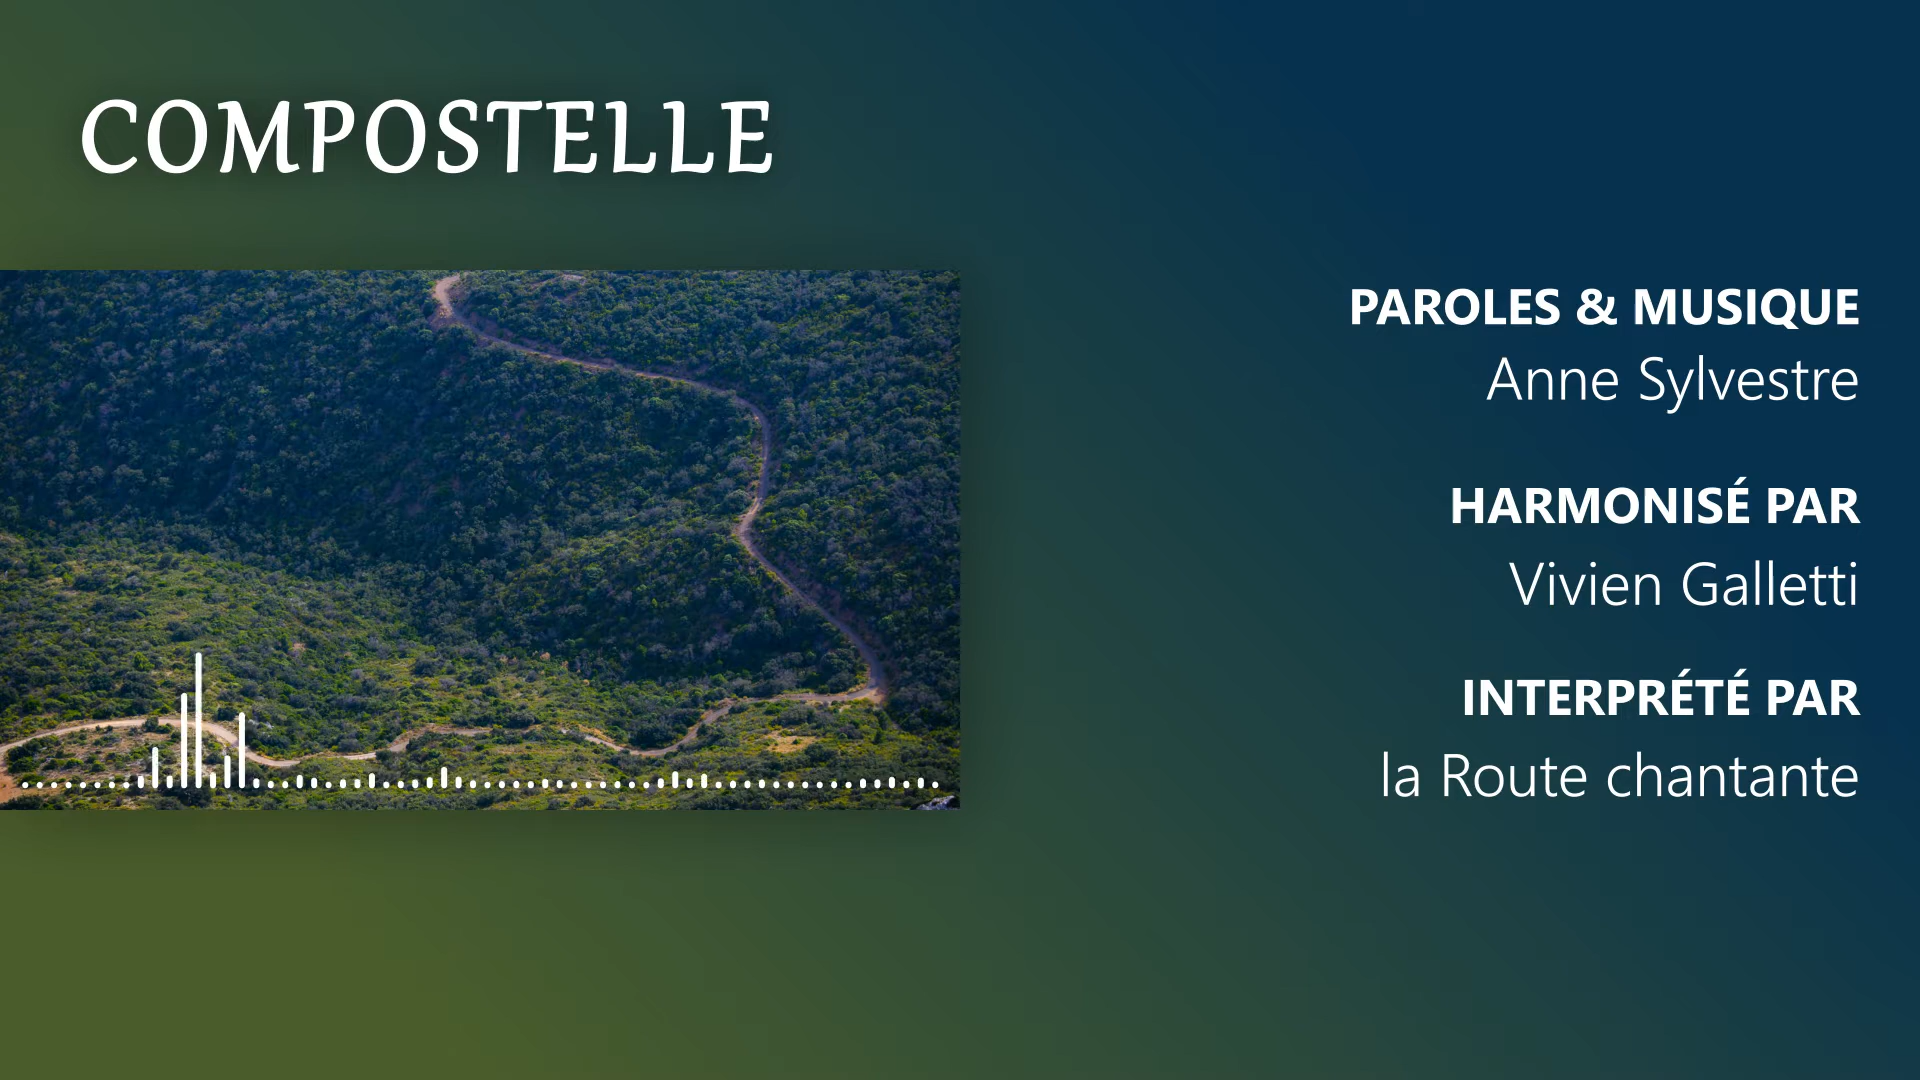 COMPOSTELLE
PAROLES & MUSIQUE
Anne Sylvestre
HARMONISÉ PAR
Vivien Galletti
INTERPRÉTÉ PAR
la Route chantante